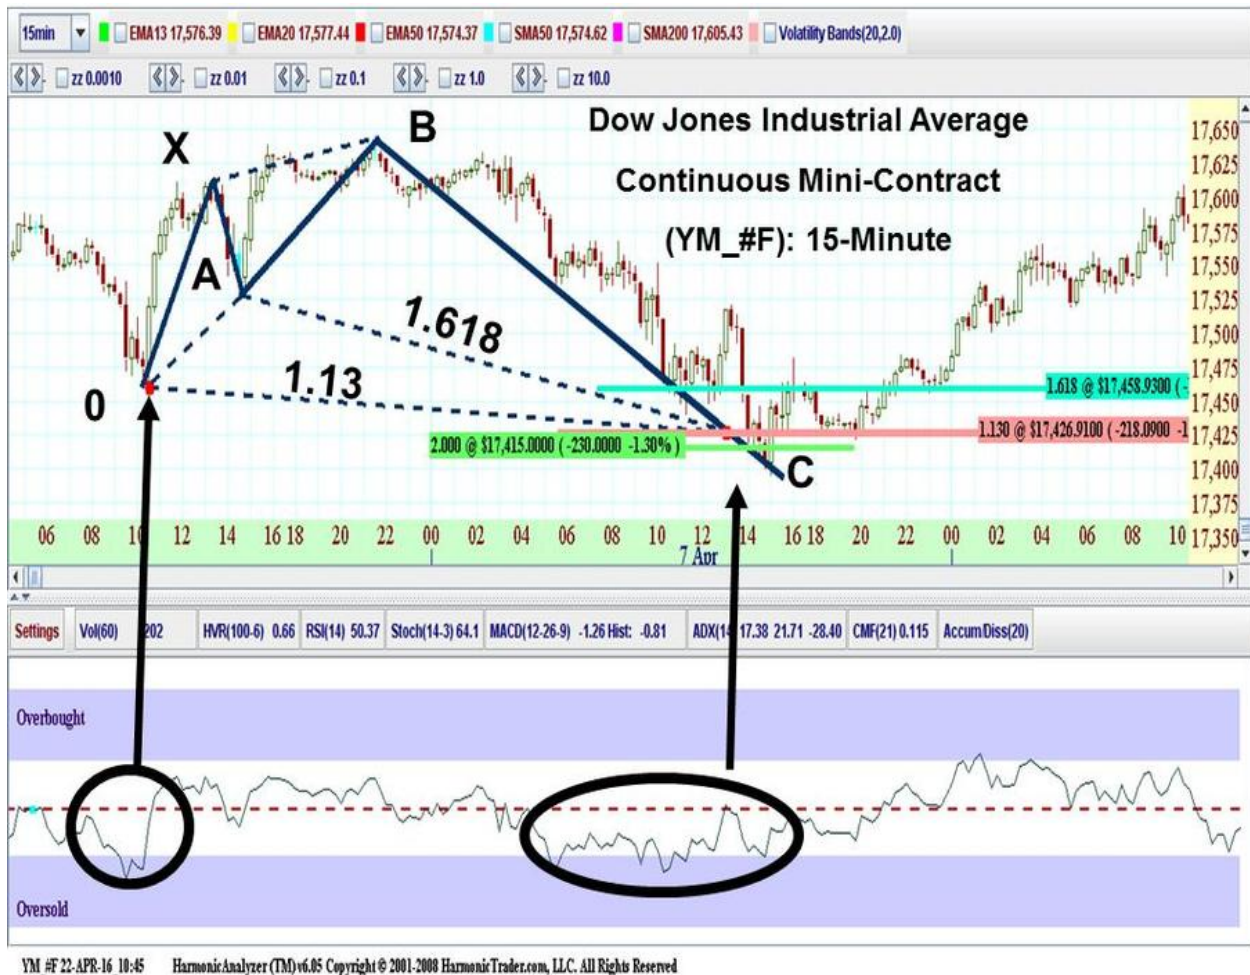 15min EMA13 17,576.39 EMA20 17,577.44 EMA50 17,574.37 SMA50 17,574.62 SMA200 17,605.43 Volatility Bands(20,2.0)
zz 0.0010 zz 0.01 zz 0.1 zz 1.0 zz 10.0
Dow Jones Industrial Average
Continuous Mini-Contract
(YM_#F): 15-Minute
X
B
A
0
C
1.618
1.13
1.618 @ $17,458.9300 ( -
1.130 @ $17,426.9100 ( -218.0900 -1
2.000 @ $17,415.0000 ( -230.0000 -1.30% )
17,650
17,625
17,600
17,575
17,550
17,525
17,500
17,475
17,450
17,425
17,400
17,375
17,350
06 08 12 14 16 18 20 22 00 02 04 06 08 10 12 14 16 18 20 22 00 02 04 06 08 10
7 Apr
Settings Vol(60) 202 HVR(100-6) 0.66 RSI(14) 50.37 Stoch(14-3) 64.1 MACD(12-26-9) -1.26 Hist: -0.81 ADX(14 17.38 21.71 -28.40 CMF(21) 0.115 Accum/Diss(20)
Overbought
Oversold
YM_#F 22-APR-16 10:45 HarmonicAnalyzer (TM) v6.05 Copyright © 2001-2008 HarmonicTrader.com, LLC. All Rights Reserved